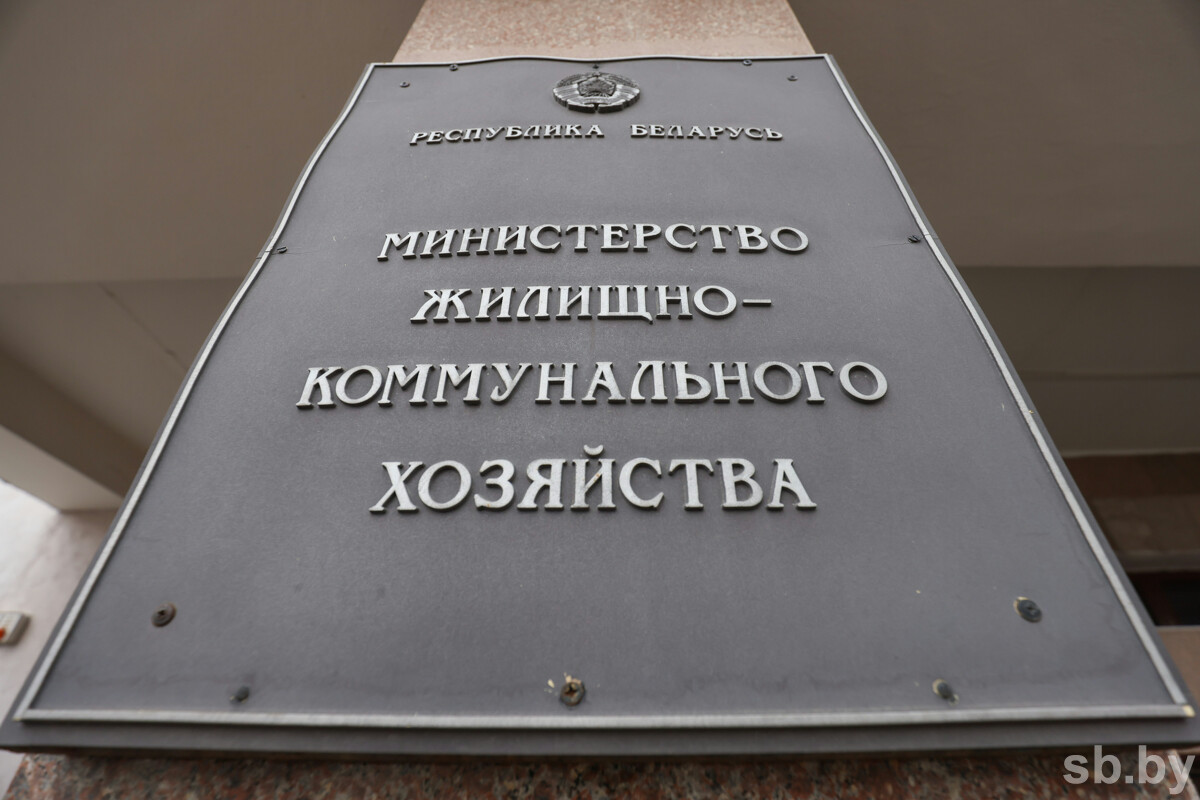 РЕСПУБЛИКА БЕЛАРУСЬ
МИНИСТЕРСТВО
ЖИЛИЩНО-
КОММУНАЛЬНОГО
ХОЗЯЙСТВА
sb.by